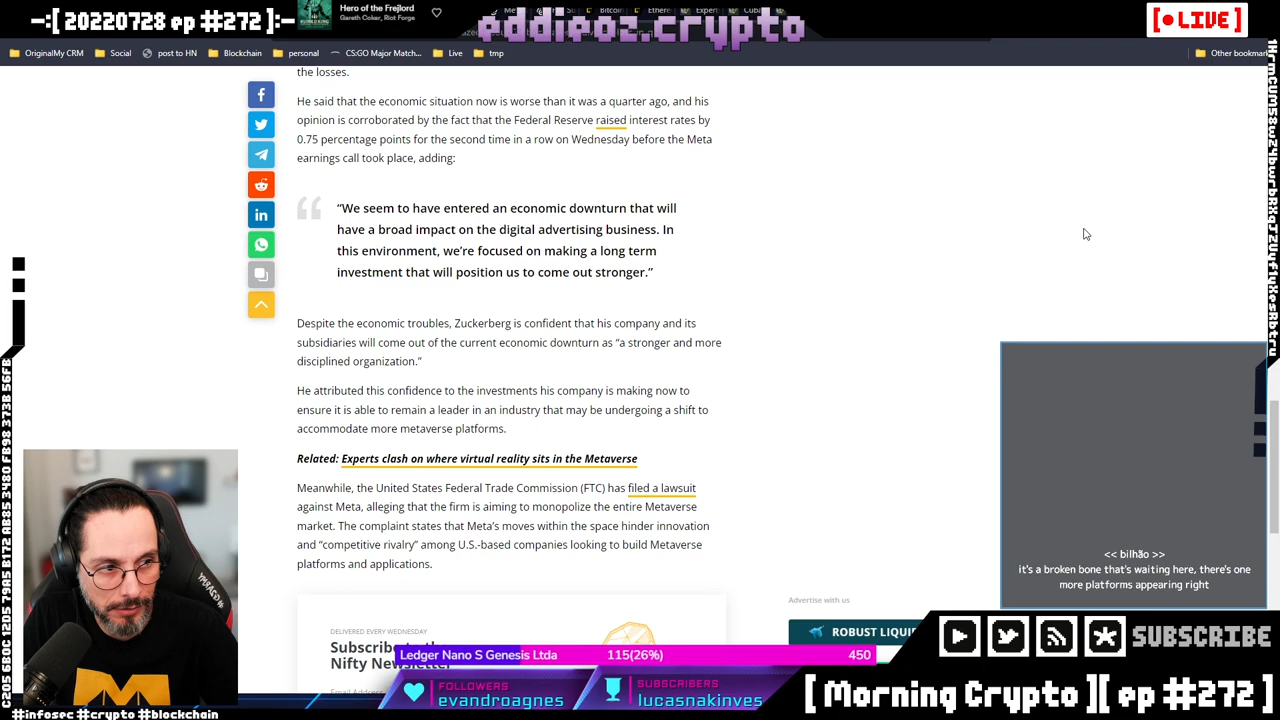 -:[ 20220728 ep #272 ]:-
Hero of the Frejlord
Gareth Coker, Riot Forge
eddieoz.crypto
[● LIVE]
OriginalMy CRM
Social
post to HN
Blockchain
personal
CS:GO Major Match...
Live
tmp
Other bookmar
the losses.
He said that the economic situation now is worse than it was a quarter ago, and his
opinion is corroborated by the fact that the Federal Reserve raised interest rates by
0.75 percentage points for the second time in a row on Wednesday before the Meta
earnings call took place, adding:
“We seem to have entered an economic downturn that will
have a broad impact on the digital advertising business. In
this environment, we’re focused on making a long term
investment that will position us to come out stronger.”
Despite the economic troubles, Zuckerberg is confident that his company and its
subsidiaries will come out of the current economic downturn as “a stronger and more
disciplined organization.”
He attributed this confidence to the investments his company is making now to
ensure it is able to remain a leader in an industry that may be undergoing a shift to
accommodate more metaverse platforms.
Related: Experts clash on where virtual reality sits in the Metaverse
Meanwhile, the United States Federal Trade Commission (FTC) has filed a lawsuit
against Meta, alleging that the firm is aiming to monopolize the entire Metaverse
market. The complaint states that Meta’s moves within the space hinder innovation
and “competitive rivalry” among U.S.-based companies looking to build Metaverse
platforms and applications.
<< bilhão >>
it's a broken bone that's waiting here, there's one
more platforms appearing right
Advertise with us
ROBUST LIQUI
DELIVERED EVERY WEDNESDAY
Subscribe to the
Nifty Newsletter
Email Address
Ledger Nano S Genesis Ltda
115(26%)
450
FOLLOWERS
evandroagnes
SUBSCRIBERS
lucasnakinves
SUBSCRIBE
[ Morning Crypto ][ ep #272 ]
#infosec #crypto #blockchain